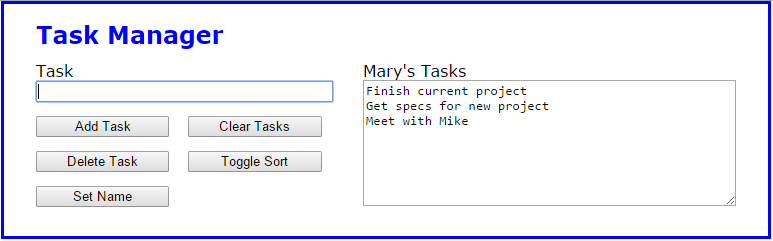 Task Manager
Task
Add Task
Clear Tasks
Delete Task
Toggle Sort
Set Name
Mary's Tasks
Finish current project
Get specs for new project
Meet with Mike